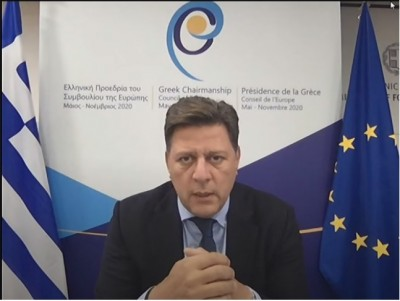 Ελληνική Προεδρία του
Συμβουλίου της Ευρώπης
Μάιος - Νοέμβριος 2020
Greek Chairmanship
Council
Présidence de la Grèce
Conseil de l'Europe
Mai - Novembre 2020